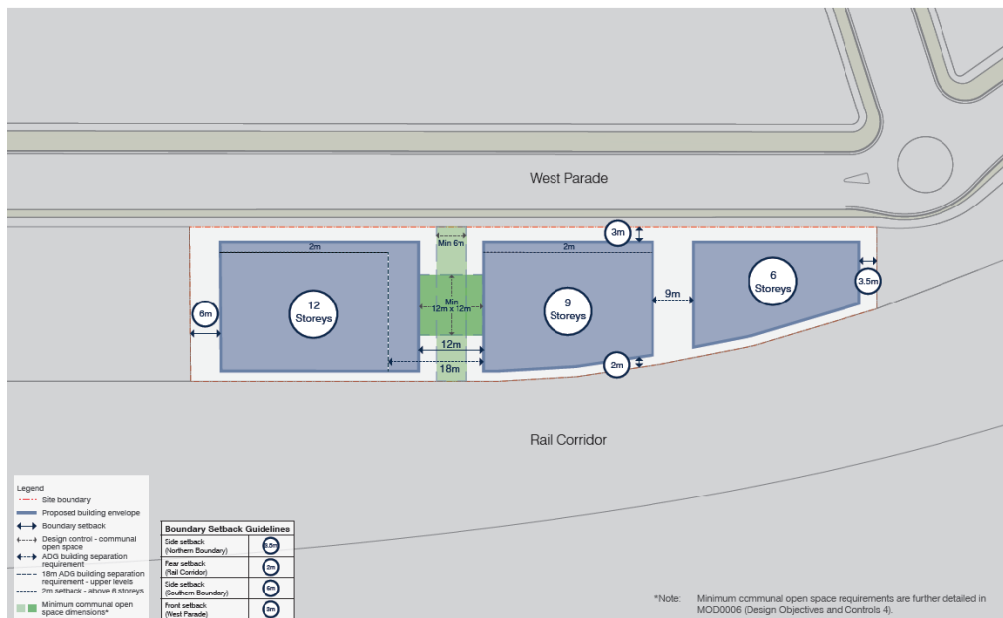 West Parade
3m
2m
Min 6m
2m
12
Storeys
Min
12m x 12m
9
Storeys
6
Storeys
9m
3.5m
6m
12m
18m
2m
Rail Corridor
Legend
Site boundary
Proposed building envelope
Boundary setback
Design control - communal
open space
ADG building separation
requirement
18m ADG building separation
requirement - upper levels
2m setback - above 6 storeys
Minimum communal open
space dimensions*
Boundary Setback Guidelines
Side setback
(Northern Boundary)
3.5m
Rear setback
(Rail Corridor)
2m
Side setback
(Southern Boundary)
6m
Front setback
(West Parade)
3m
*Note: Minimum communal open space requirements are further detailed in
MOD0006 (Design Objectives and Controls 4).